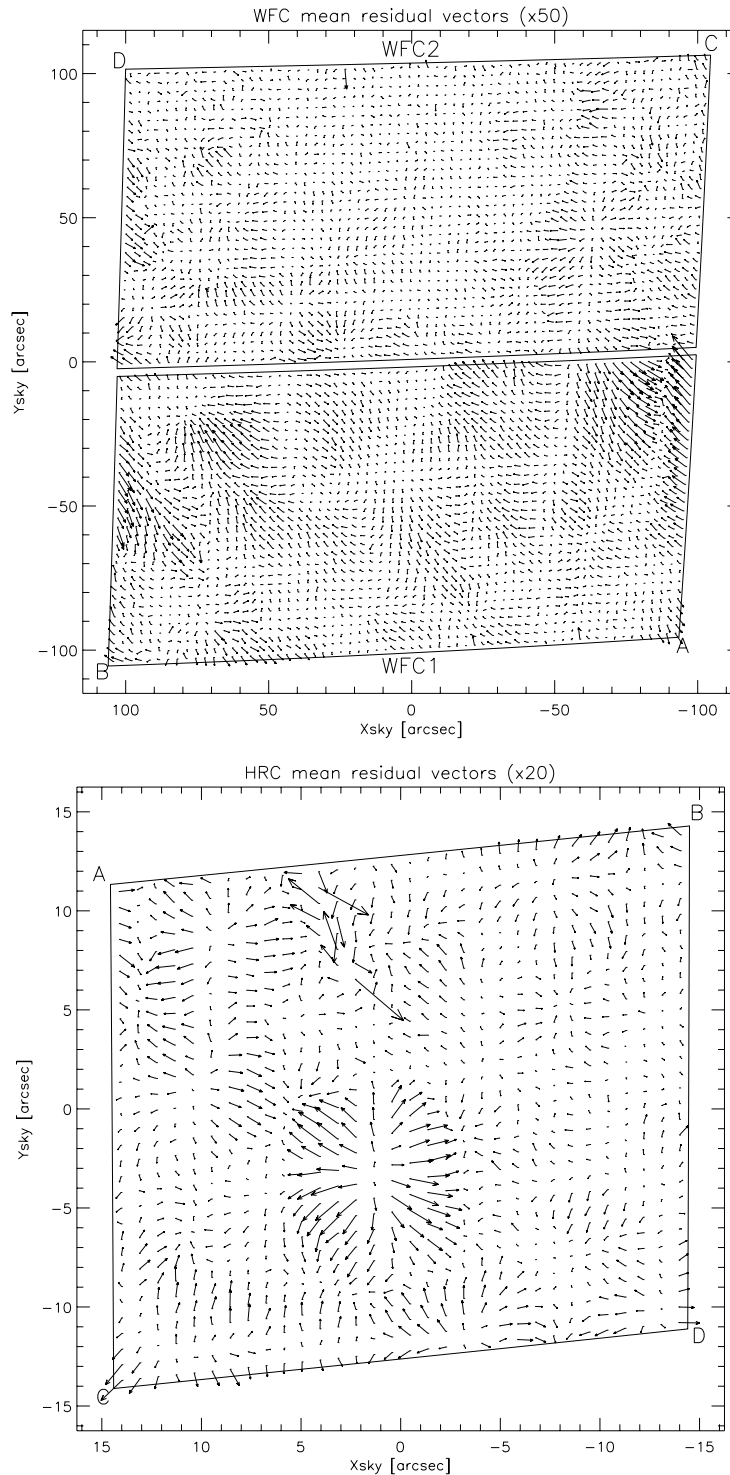 WFC mean residual vectors (x50)
D WFC2 C
100
50
0
−50
−100
Ysky [arcsec]
B WFC1 A
100 50 0 −50 −100
Xsky [arcsec]
HRC mean residual vectors (x20)
B
A
15
10
5
0
−5
−10
−15
Ysky [arcsec]
D
C
15 10 5 0 −5 −10 −15
Xsky [arcsec]